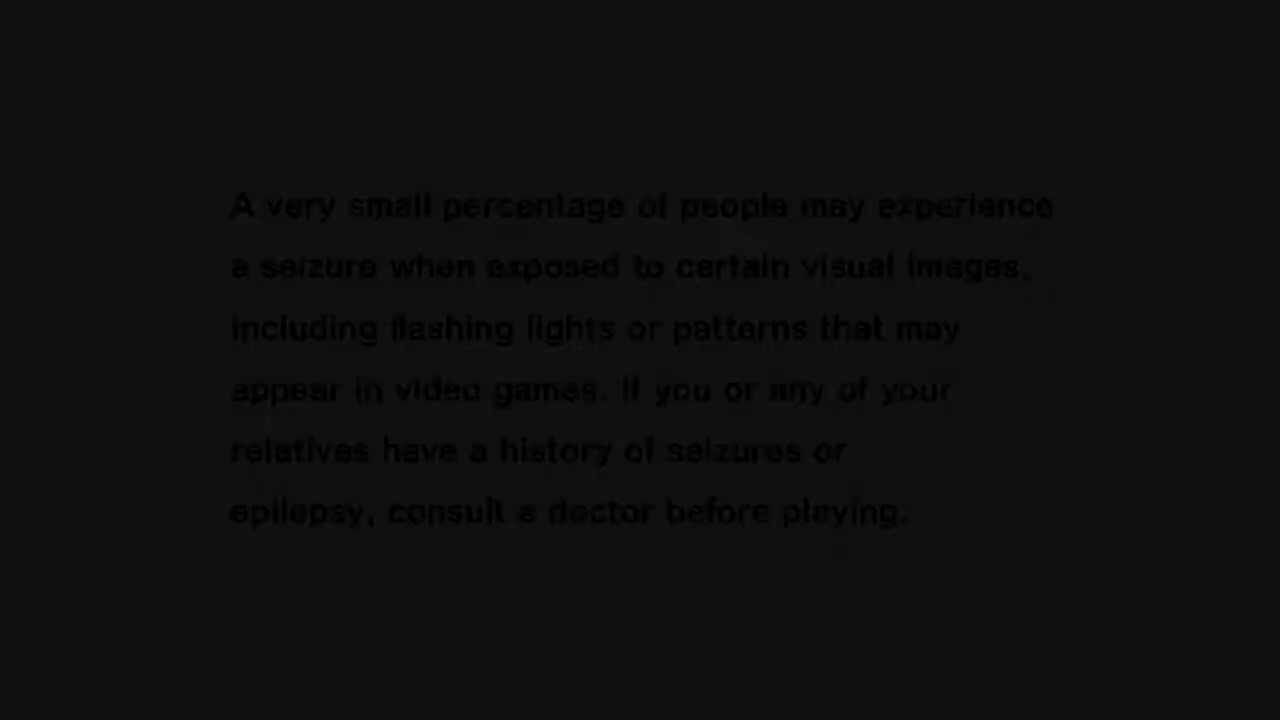 A very small percentage of people may experience
a seizure when exposed to certain visual images,
including flashing lights or patterns that may
appear in video games. If you or any of your
relatives have a history of seizures or
epilepsy, consult a doctor before playing.